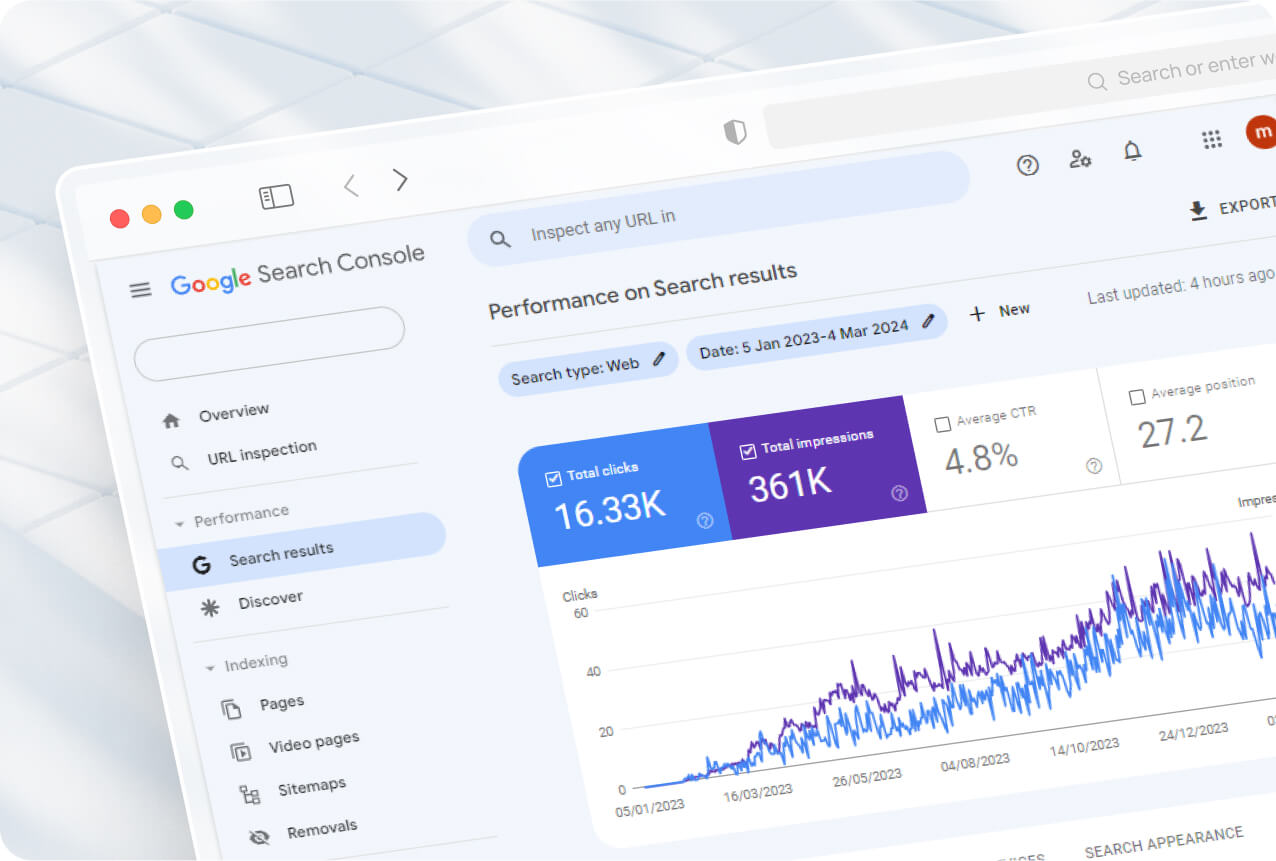 Search or enter
m
Inspect any URL in
EXPORT
Google Search Console
Performance on Search results
Last updated: 4 hours ago
Search type: Web
Date: 5 Jan 2023-4 Mar 2024
+ New
Overview
URL inspection
Performance
Search results
Discover
Indexing
Pages
Video pages
Sitemaps
Removals
Total clicks
16.33K
Total impressions
361K
Average CTR
4.8%
Average position
27.2
Clicks
60
40
20
0
05/01/2023
16/03/2023
26/05/2023
04/08/2023
14/10/2023
24/12/2023
SEARCH APPEARANCE